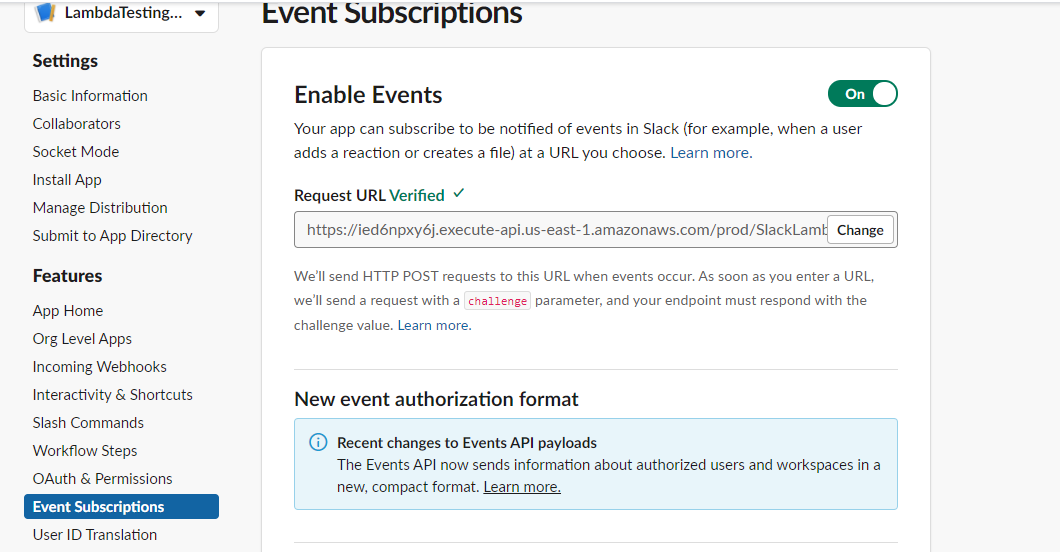 LambdaTesting...
Settings
Basic Information
Collaborators
Socket Mode
Install App
Manage Distribution
Submit to App Directory
Features
App Home
Org Level Apps
Incoming Webhooks
Interactivity & Shortcuts
Slash Commands
Workflow Steps
OAuth & Permissions
Event Subscriptions
User ID Translation
Event Subscriptions
Enable Events
On
Your app can subscribe to be notified of events in Slack (for example, when a user
adds a reaction or creates a file) at a URL you choose. Learn more.
Request URL Verified ✓
https://ied6npxy6j.execute-api.us-east-1.amazonaws.com/prod/SlackLamb
Change
We'll send HTTP POST requests to this URL when events occur. As soon as you enter a URL,
we'll send a request with a challenge parameter, and your endpoint must respond with the
challenge value. Learn more.
New event authorization format
Recent changes to Events API payloads
The Events API now sends information about authorized users and workspaces in a
new, compact format. Learn more.